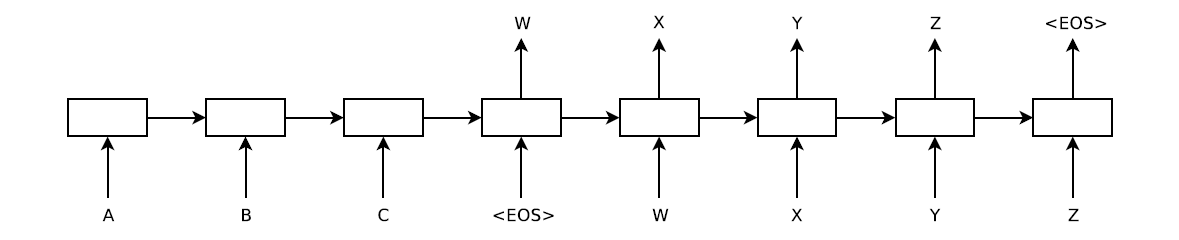 W X Y Z <EOS>
A B C <EOS> W X Y Z